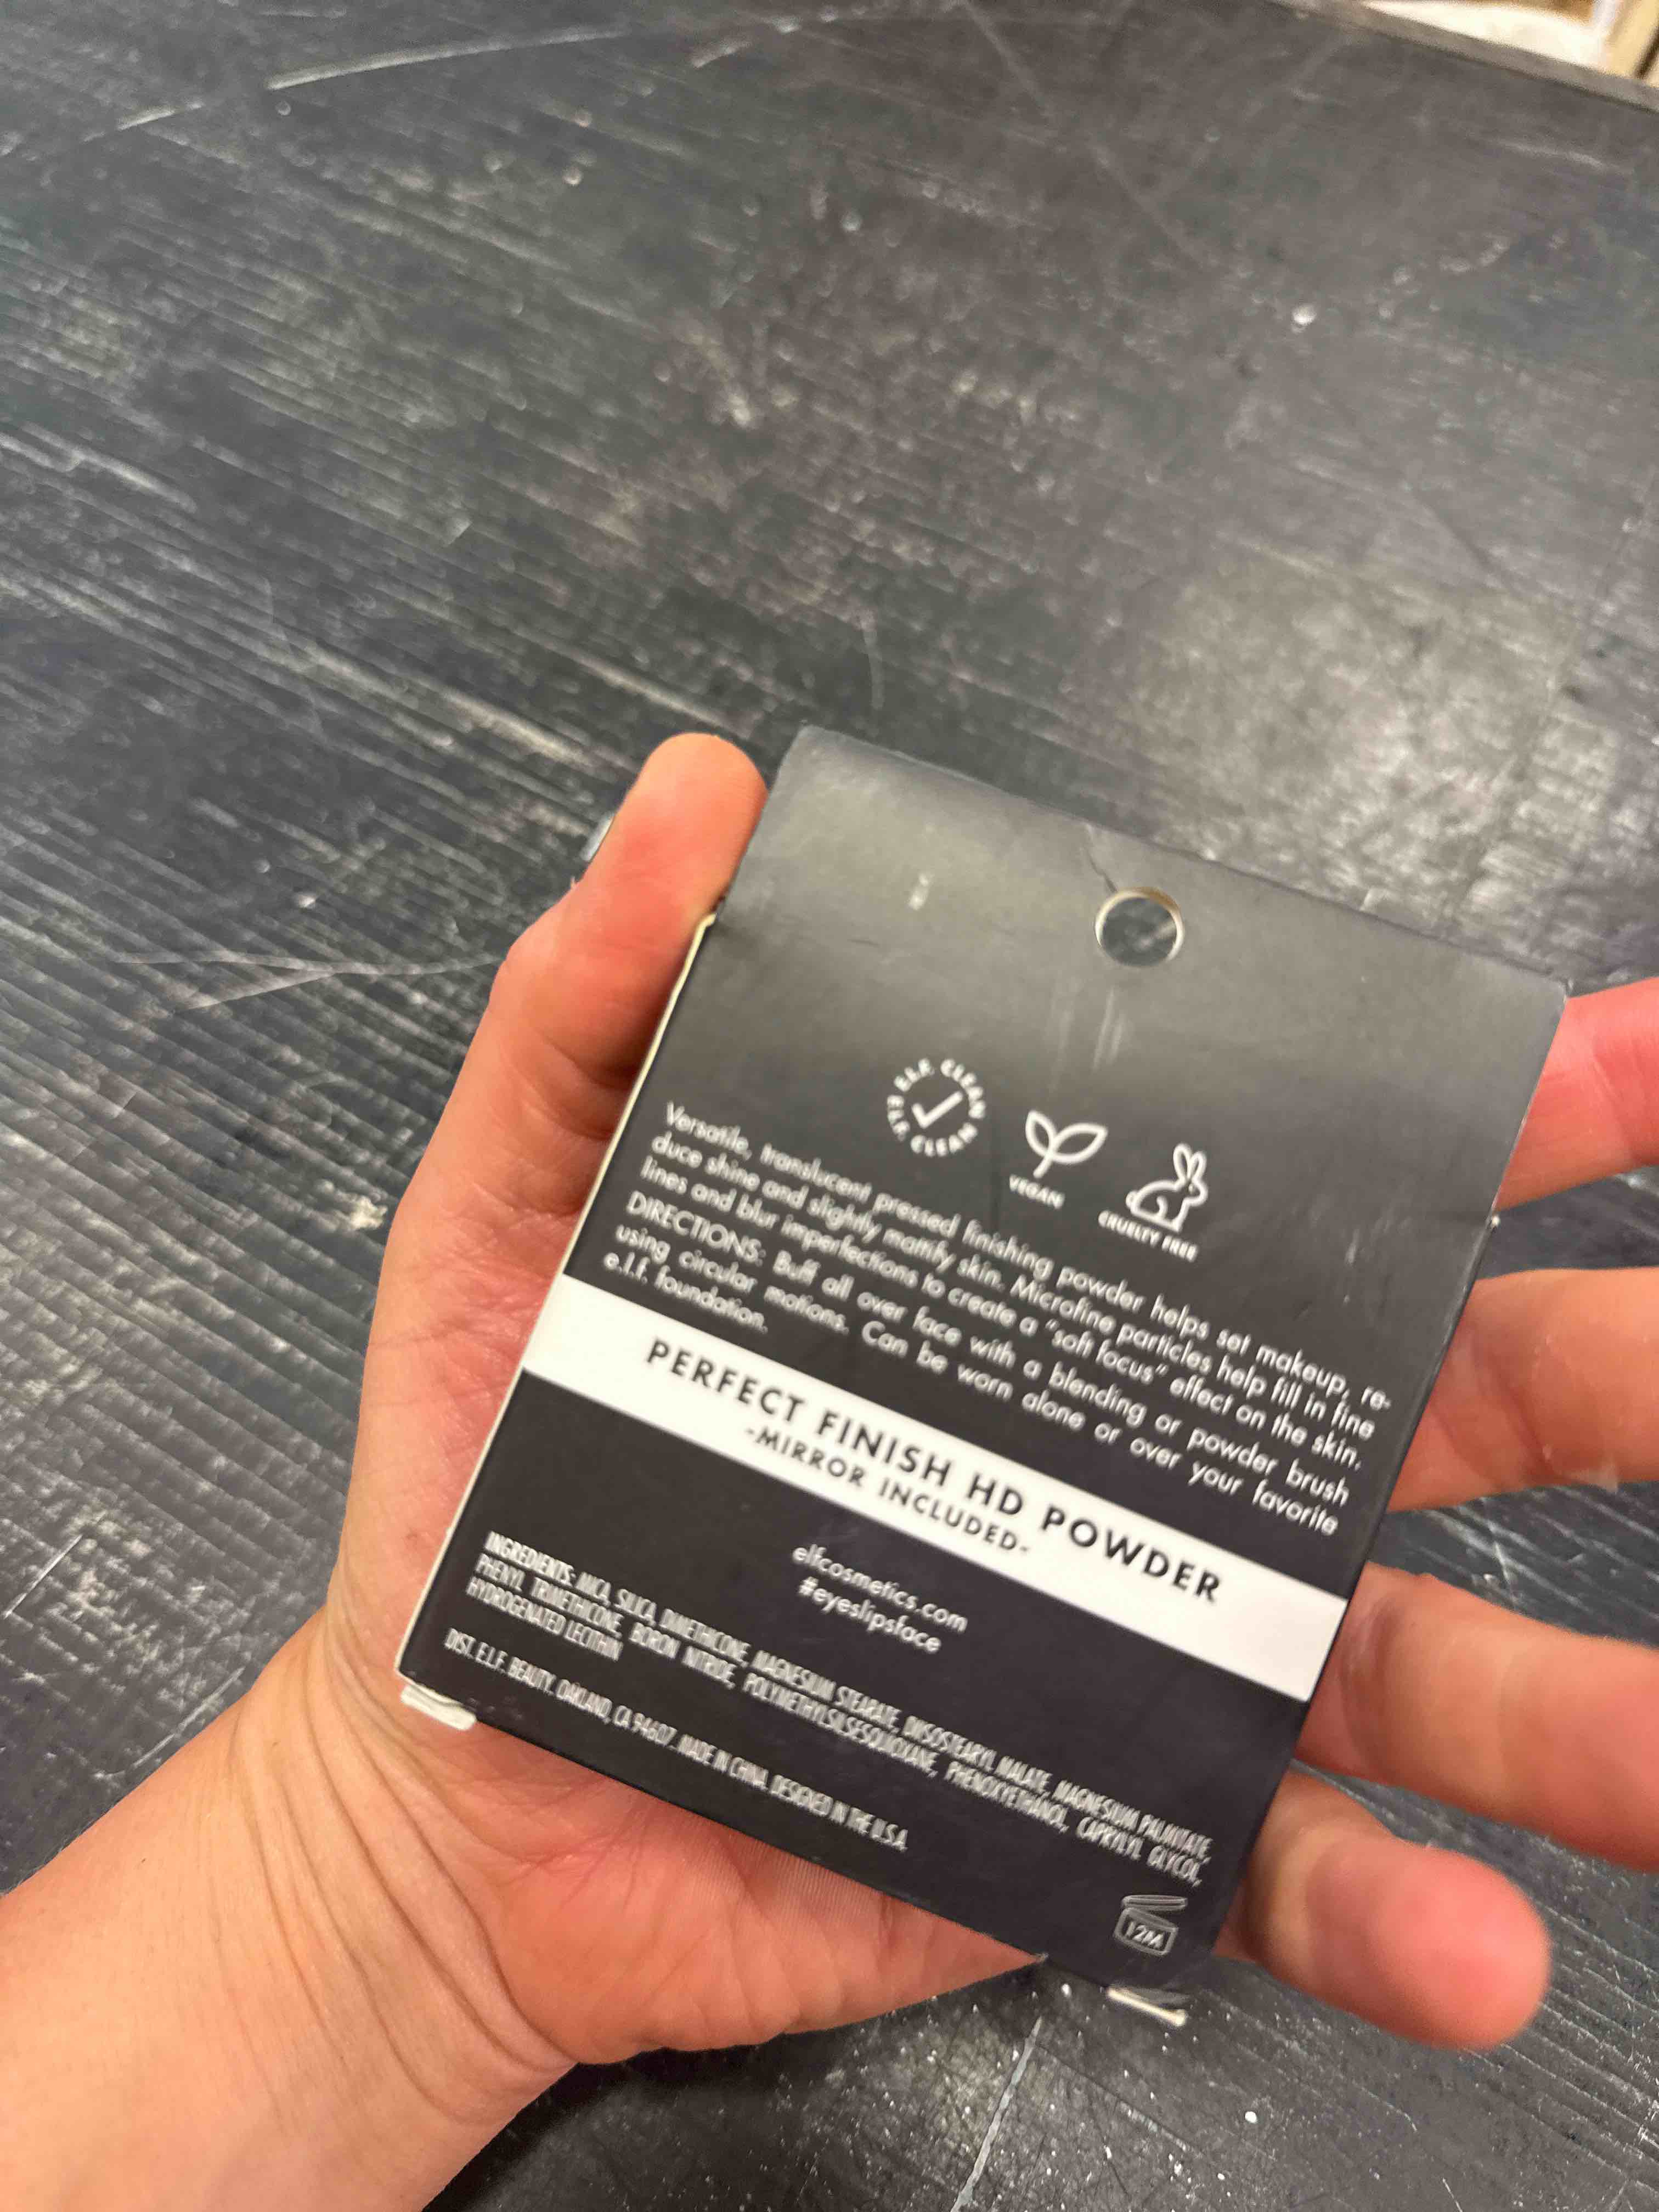 E.L.F. CLEAN E.L.F. CLEAN
VEGAN
CRUELTY FREE
Versatile, translucent pressed finishing powder helps set makeup, re-
duce shine and slightly mattify skin. Microfine particles help fill in fine
lines and blur imperfections to create a "soft focus" effect on the skin.
DIRECTIONS: Buff all over face with a blending or powder brush
using circular motions. Can be worn alone or over your favorite
e.l.f. foundation.
PERFECT FINISH HD POWDER
-MIRROR INCLUDED-
elfcosmetics.com
#eyeslipsface
INGREDIENTS: MICA, SILICA, DIMETHICONE, MAGNESIUM STEARATE, DIISOSTEARYL MALATE, MAGNESIUM PALMITATE,
PHENYL TRIMETHICONE, BORON NITRIDE, POLYMETHYLSILSESQUIOXANE, PHENOXYETHANOL, CAPRYLYL GLYCOL,
HYDROGENATED LECITHIN
DIST. E.L.F. BEAUTY, OAKLAND, CA 94607. MADE IN CHINA. DESIGNED IN THE U.S.A.
12M